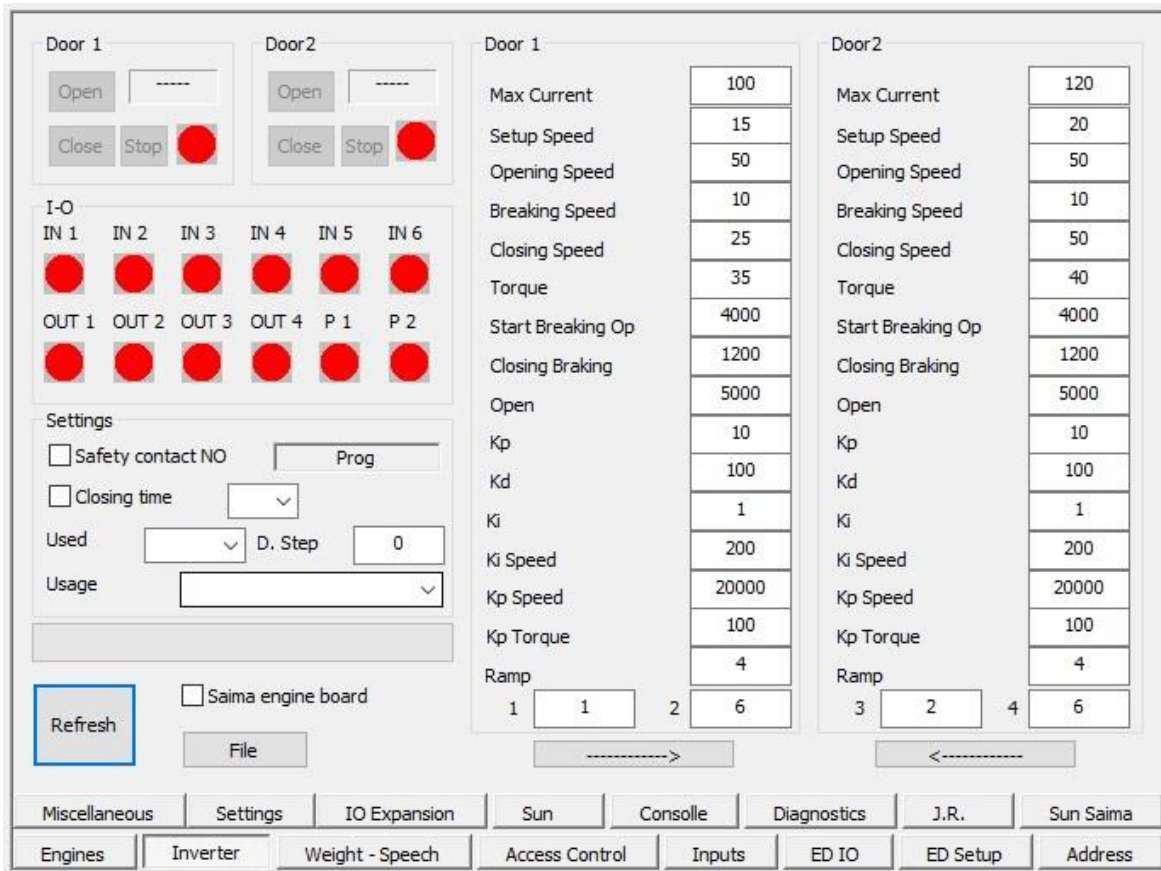 Door 1
Open -----
Close Stop
Door2
Open -----
Close Stop
I-O
IN 1 IN 2 IN 3 IN 4 IN 5 IN 6
OUT 1 OUT 2 OUT 3 OUT 4 P 1 P 2
Settings
Safety contact NO Prog
Closing time
Used D. Step 0
Usage
Refresh
Saima engine board
File
Door 1
Max Current 100
Setup Speed 15
Opening Speed 50
Breaking Speed 10
Closing Speed 25
Torque 35
Start Breaking Op 4000
Closing Braking 1200
Open 5000
Kp 10
Kd 100
Ki 1
Ki Speed 200
Kp Speed 20000
Kp Torque 100
Ramp 4
1 1 2 6
------------>
Door2
Max Current 120
Setup Speed 20
Opening Speed 50
Breaking Speed 10
Closing Speed 50
Torque 40
Start Breaking Op 4000
Closing Braking 1200
Open 5000
Kp 10
Kd 100
Ki 1
Ki Speed 200
Kp Speed 20000
Kp Torque 100
Ramp 4
3 2 4 6
<------------
Miscellaneous Settings IO Expansion Sun Consolle Diagnostics J.R. Sun Saima
Engines Inverter Weight - Speech Access Control Inputs ED IO ED Setup Address